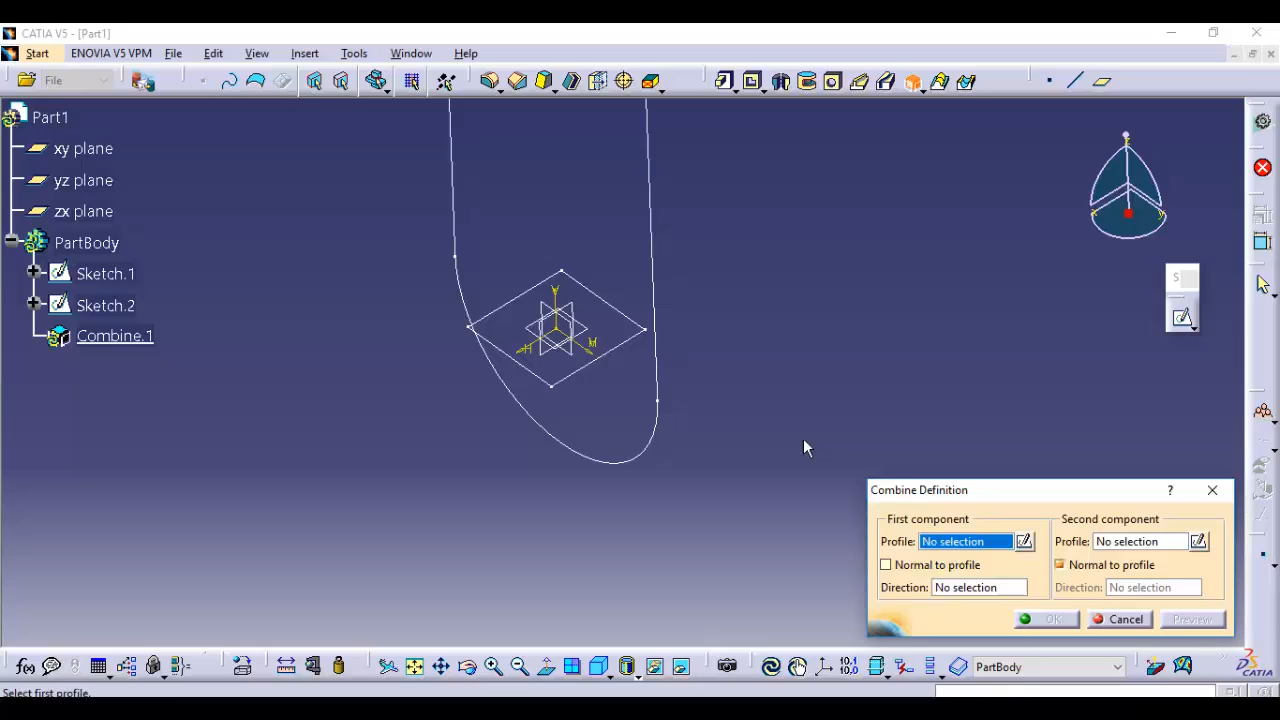 CATIA V5 - [Part1]
Start ENOVIA V5 VPM File Edit View Insert Tools Window Help
File
Part1
xy plane
yz plane
zx plane
PartBody
Sketch.1
Sketch.2
Combine.1
V
H
S
Combine Definition ? 
First component Second component
Profile: No selection Profile: No selection
Normal to profile Normal to profile
Direction: No selection Direction: No selection
OK Cancel Preview
f(x) 10.1 PartBody
CATIA
Select first profile.